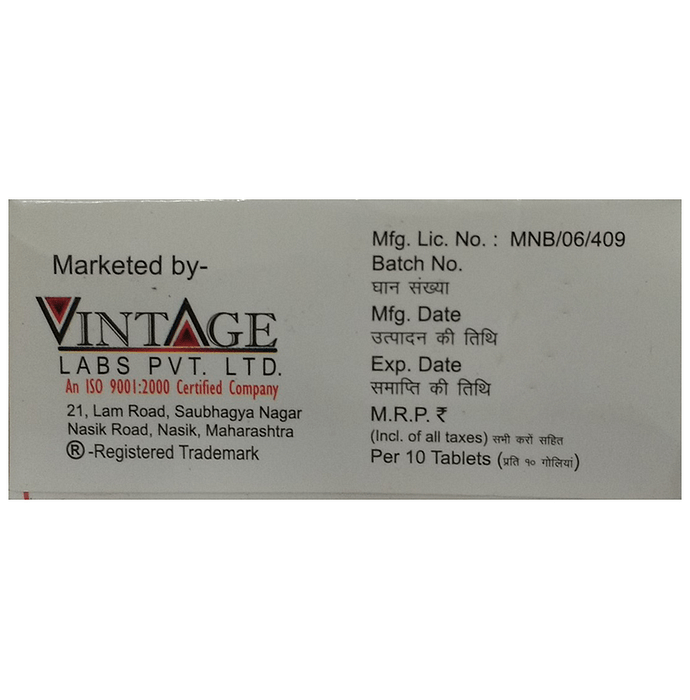 Marketed by-
VINTAGE
LABS PVT. LTD.
An ISO 9001:2000 Certified Company
21, Lam Road, Saubhagya Nagar
Nasik Road, Nasik, Maharashtra
®-Registered Trademark
Mfg. Lic. No. : MNB/06/409
Batch No.
घान संख्या
Mfg. Date
उत्पादन की तिथि
Exp. Date
समाप्ति की तिथि
M.R.P. ₹
(Incl. of all taxes) सभी करों सहित
Per 10 Tablets (प्रति १० गोलियां)